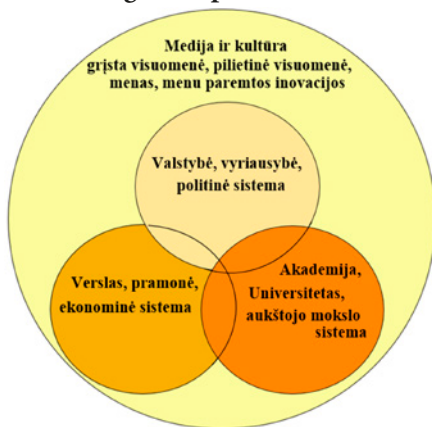 Medija ir kultūra
grįsta visuomenė, pilietinė visuomenė,
menas, menu paremtos inovacijos
Valstybė, vyriausybė,
politinė sistema
Verslas, pramonė,
ekonominė sistema
Akademija,
Universitetas,
aukštojo mokslo
sistema